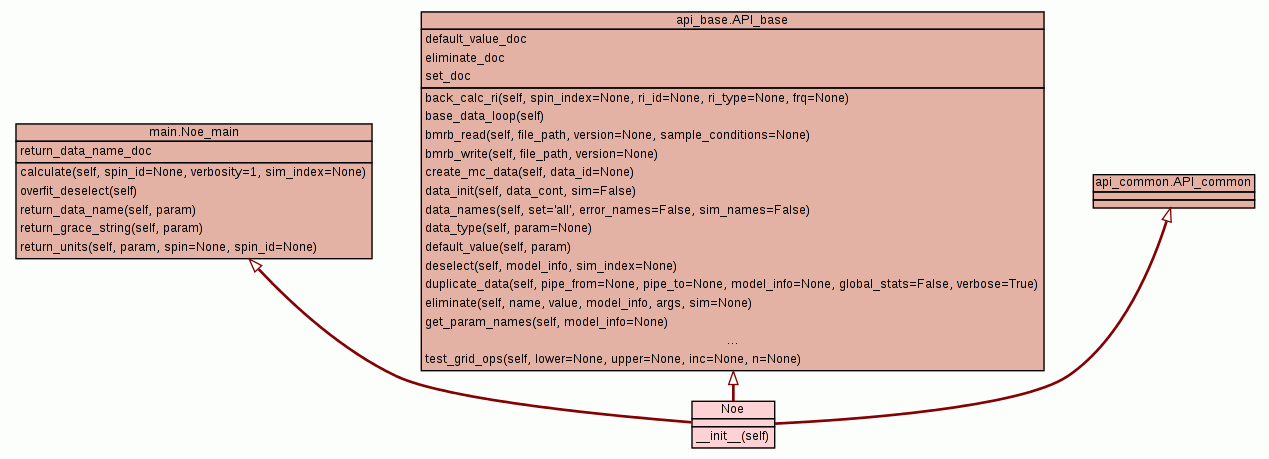 main.Noe_main
return_data_name_doc
calculate(self, spin_id=None, verbosity=1, sim_index=None)
overfit_deselect(self)
return_data_name(self, param)
return_grace_string(self, param)
return_units(self, param, spin=None, spin_id=None)
api_base.API_base
default_value_doc
eliminate_doc
set_doc
back_calc_ri(self, spin_index=None, ri_id=None, ri_type=None, frq=None)
base_data_loop(self)
bmrb_read(self, file_path, version=None, sample_conditions=None)
bmrb_write(self, file_path, version=None)
create_mc_data(self, data_id=None)
data_init(self, data_cont, sim=False)
data_names(self, set='all', error_names=False, sim_names=False)
data_type(self, param=None)
default_value(self, param)
deselect(self, model_info, sim_index=None)
duplicate_data(self, pipe_from=None, pipe_to=None, model_info=None, global_stats=False, verbose=True)
eliminate(self, name, value, model_info, args, sim=None)
get_param_names(self, model_info=None)
...
test_grid_ops(self, lower=None, upper=None, inc=None, n=None)
api_common.API_common
Noe
__init__(self)